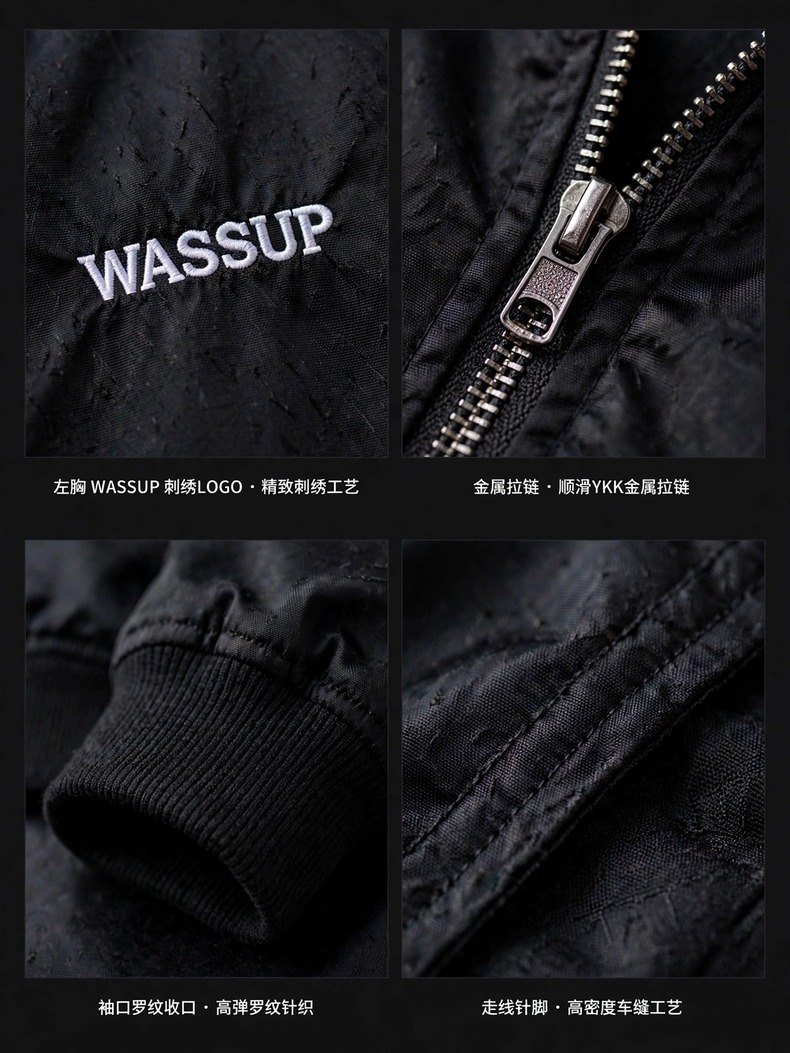 WASSUP
左胸 WASSUP 刺绣LOGO · 精致刺绣工艺
金属拉链 · 顺滑YKK金属拉链
袖口罗纹收口 · 高弹罗纹针织
走线针脚 · 高密度车缝工艺